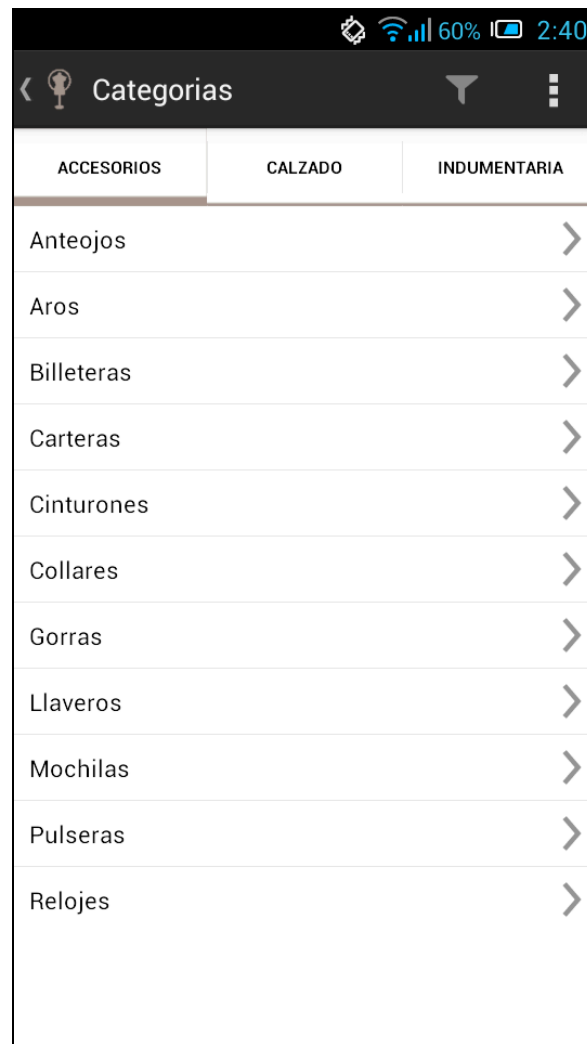 60% 2:40
Categorias
ACCESORIOS CALZADO INDUMENTARIA
Anteojos
Aros
Billeteras
Carteras
Cinturones
Collares
Gorras
Llaveros
Mochilas
Pulseras
Relojes